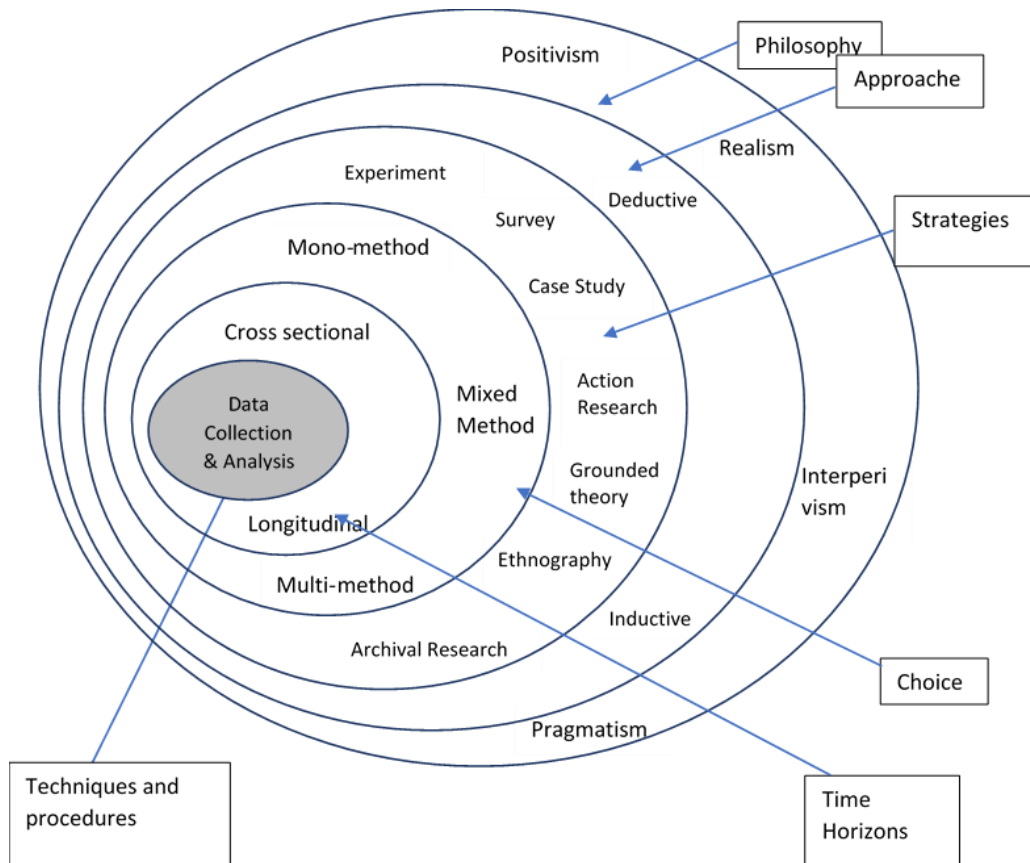 Positivism
Philosophy
Approache
Realism
Experiment
Deductive
Survey
Strategies
Mono-method
Case Study
Cross sectional
Action
Research
Mixed
Method
Data
Collection
& Analysis
Grounded
theory
Interperi
vism
Longitudinal
Ethnography
Multi-method
Inductive
Archival Research
Choice
Pragmatism
Techniques and
procedures
Time
Horizons